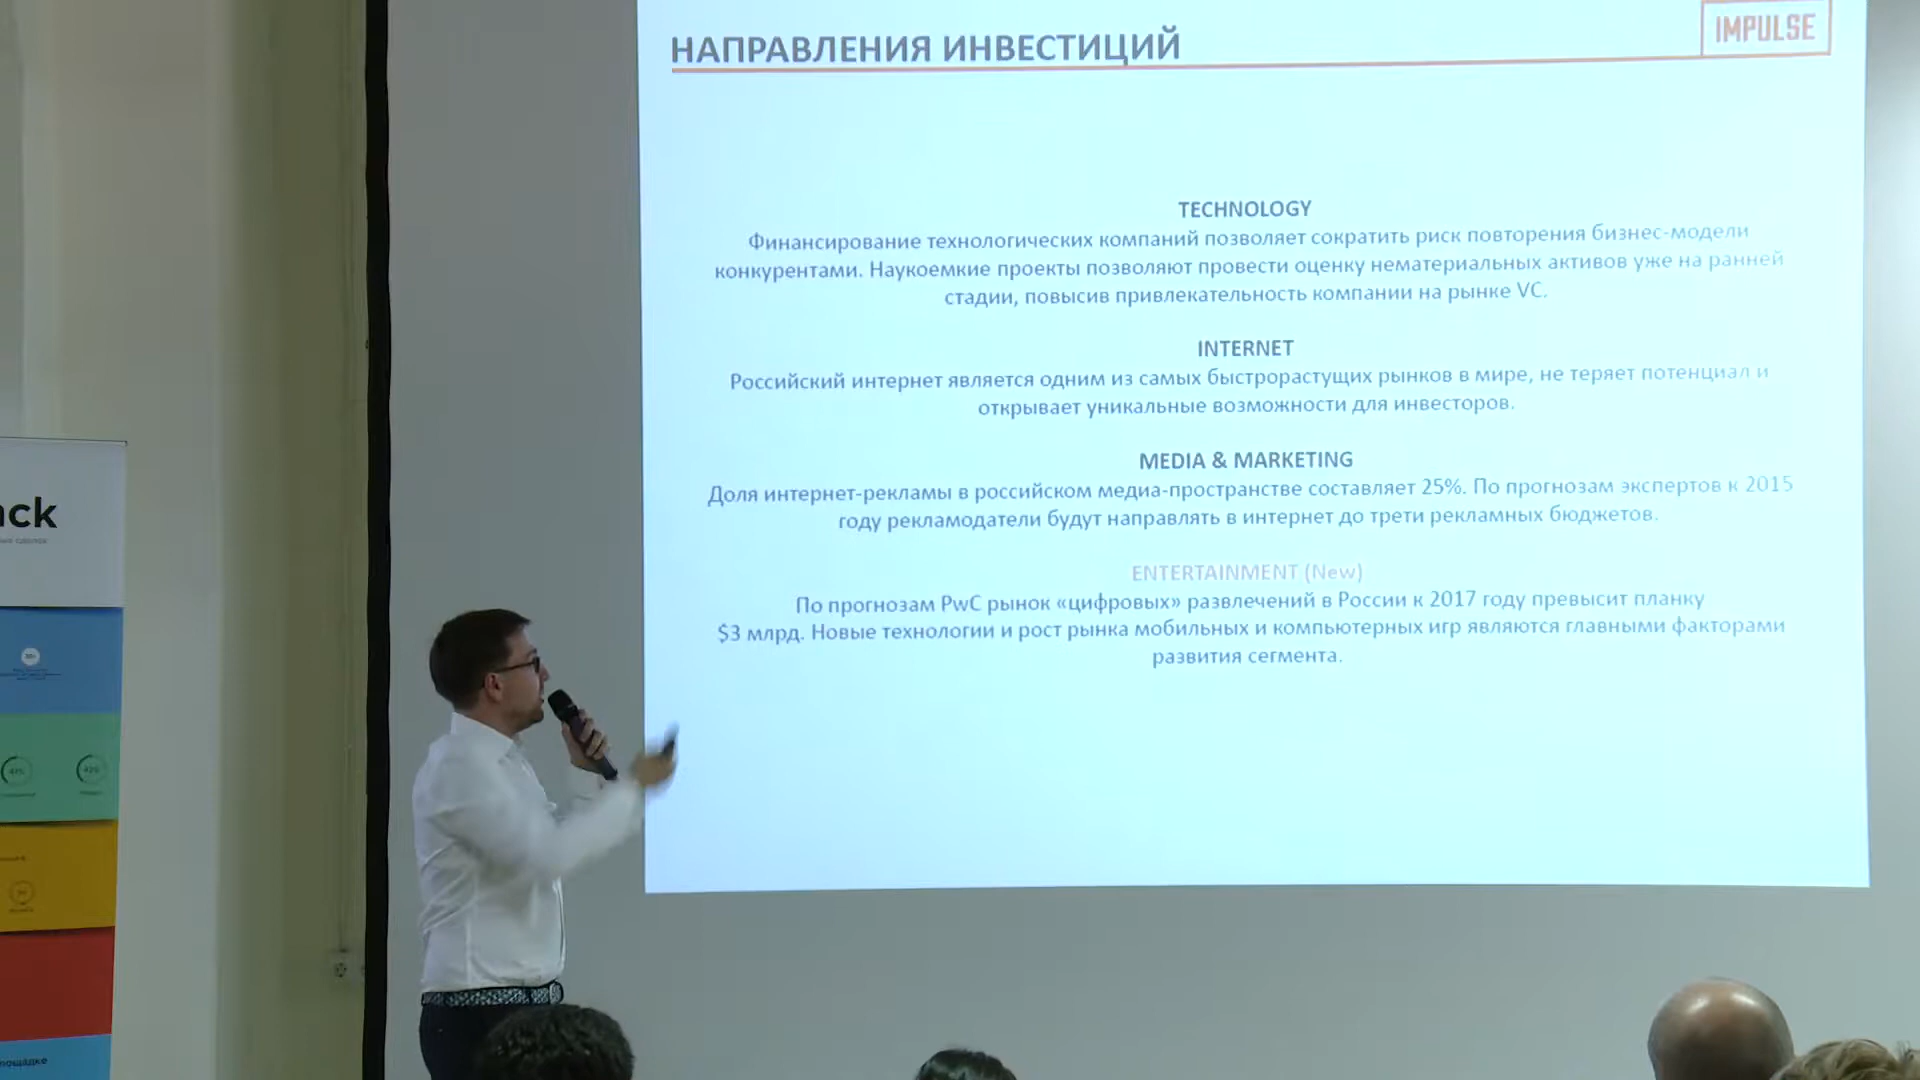 НАПРАВЛЕНИЯ ИНВЕСТИЦИЙ
IMPULSE
TECHNOLOGY
Финансирование технологических компаний позволяет сократить риск повторения бизнес-модели
конкурентами. Наукоемкие проекты позволяют провести оценку нематериальных активов уже на ранней
стадии, повысив привлекательность компании на рынке VC.
INTERNET
Российский интернет является одним из самых быстрорастущих рынков в мире, не теряет потенциал и
открывает уникальные возможности для инвесторов.
MEDIA & MARKETING
Доля интернет-рекламы в российском медиа-пространстве составляет 25%. По прогнозам экспертов к 2015
году рекламодатели будут направлять в интернет до трети рекламных бюджетов.
ENTERTAINMENT (New)
По прогнозам PwC рынок «цифровых» развлечений в России к 2017 году превысит планку
$3 млрд. Новые технологии и рост рынка мобильных и компьютерных игр являются главными факторами
развития сегмента.
ck